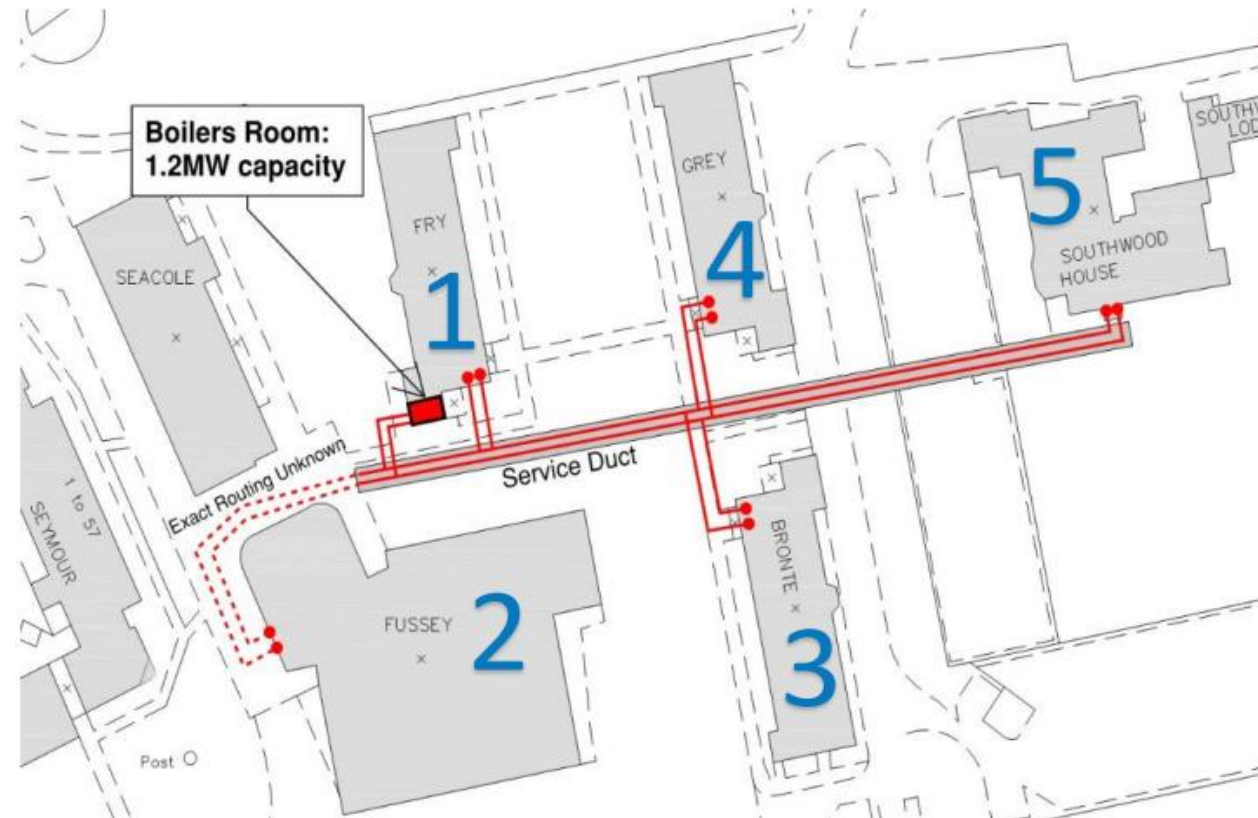 Boilers Room:
1.2MW capacity
SEACOLE
FRY
1
GREY
4
5
SOUTHWOOD
HOUSE
Exact Routing Unknown
Service Duct
1 to 57
SEYMOUR
FUSSEY
2
BRONTE
3
Post